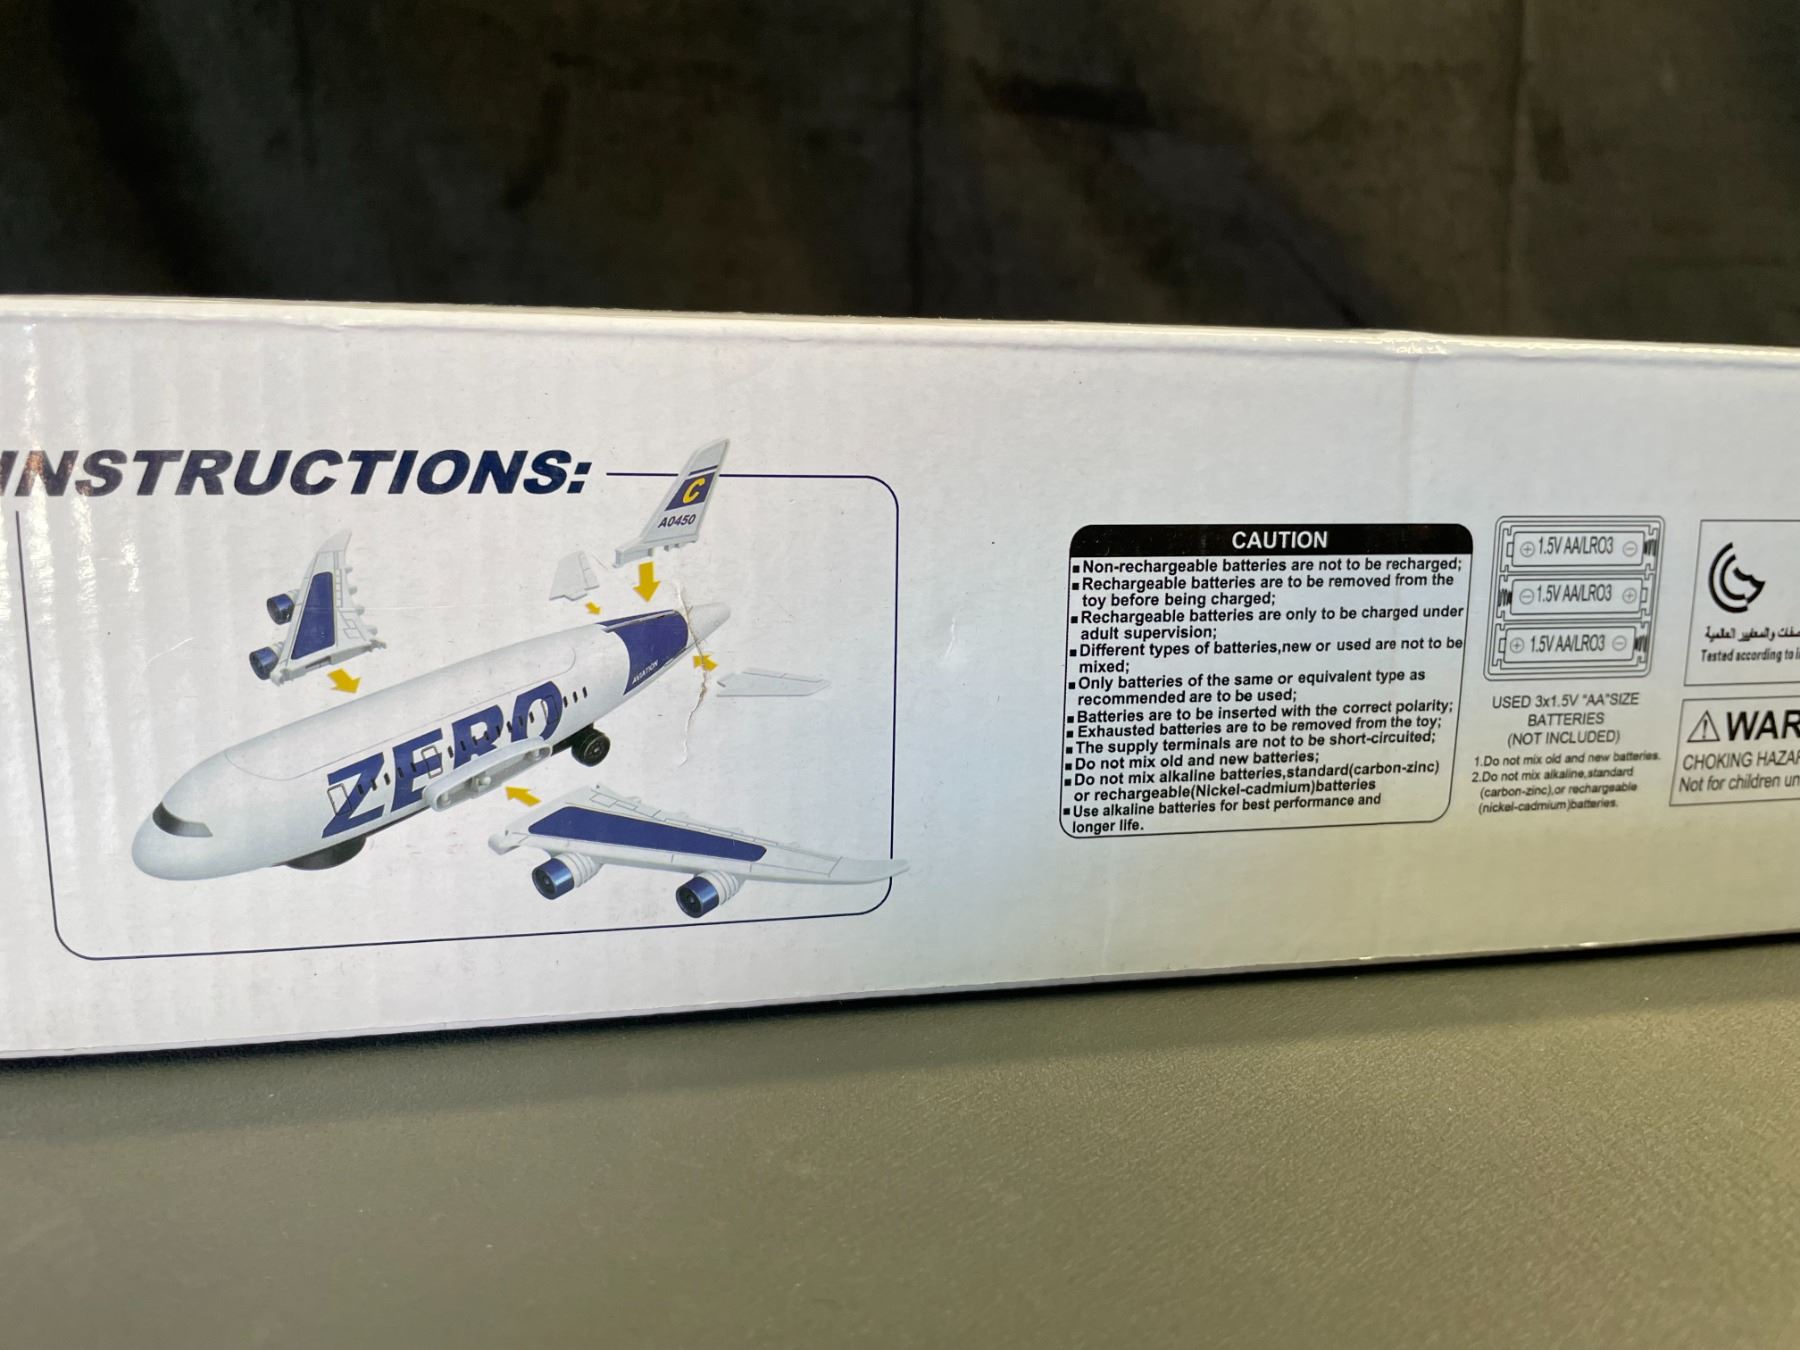 INSTRUCTIONS:
C
A0450
AVIATION
ZERO
CAUTION
▪ Non-rechargeable batteries are not to be recharged;
▪ Rechargeable batteries are to be removed from the
toy before being charged;
▪ Rechargeable batteries are only to be charged under
adult supervision;
▪ Different types of batteries,new or used are not to be
mixed;
▪ Only batteries of the same or equivalent type as
recommended are to be used;
▪ Batteries are to be inserted with the correct polarity;
▪ Exhausted batteries are to be removed from the toy;
▪ The supply terminals are not to be short-circuited;
▪ Do not mix old and new batteries;
▪ Do not mix alkaline batteries,standard(carbon-zinc)
or rechargeable(Nickel-cadmium)batteries
▪ Use alkaline batteries for best performance and
longer life.
+ 1.5V AA/LRO3 −
− 1.5V AA/LRO3 +
+ 1.5V AA/LRO3 −
USED 3x1.5V "AA"SIZE
BATTERIES
(NOT INCLUDED)
1.Do not mix old and new batteries.
2.Do not mix alkaline,standard
(carbon-zinc),or rechargeable
(nickel-cadmium)batteries.
Tested according to
WAR
CHOKING HAZAR
Not for children un